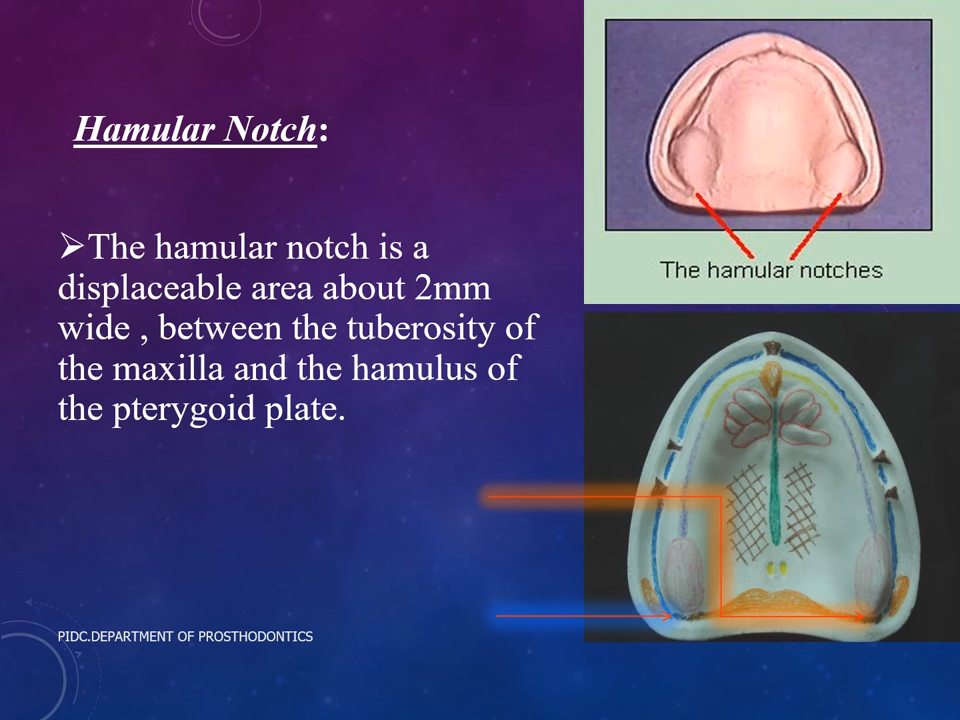 Hamular Notch:
➢The hamular notch is a
displaceable area about 2mm
wide , between the tuberosity of
the maxilla and the hamulus of
the pterygoid plate.
The hamular notches
PIDC.DEPARTMENT OF PROSTHODONTICS